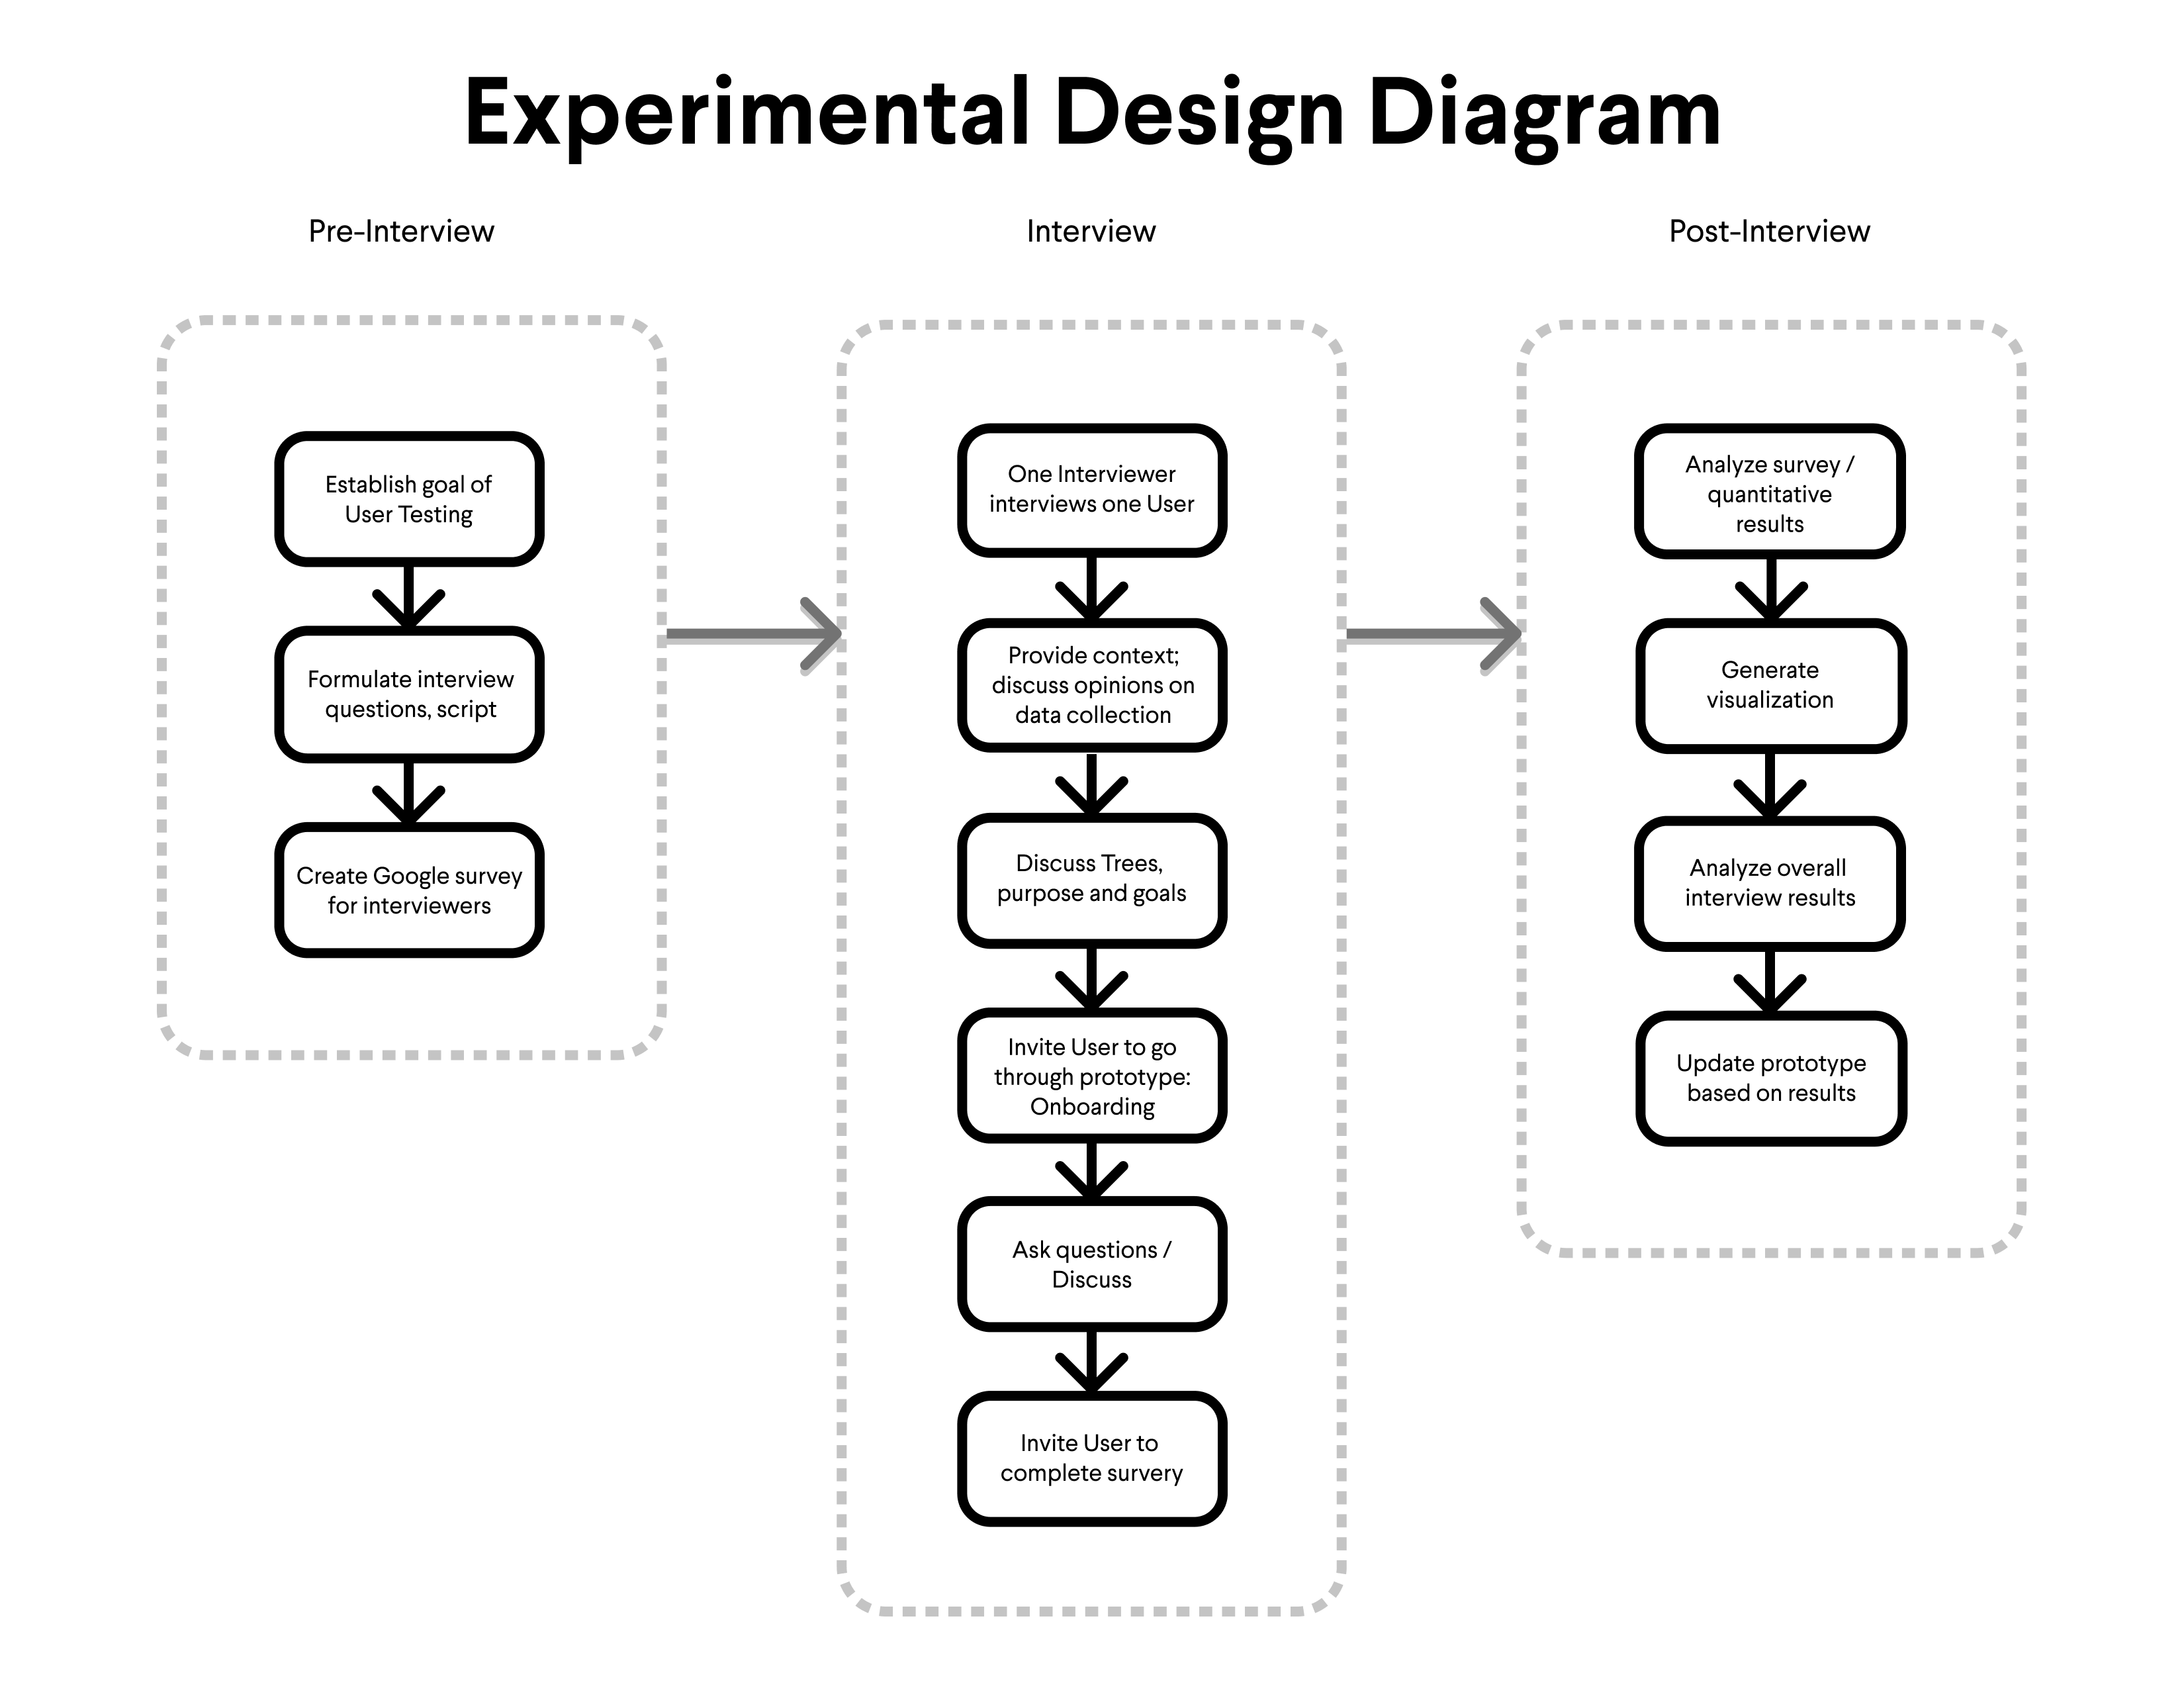 Experimental Design Diagram
Pre-Interview
Establish goal of
User Testing
Formulate interview
questions, script
Create Google survey
for interviewers
Interview
One Interviewer
interviews one User
Provide context;
discuss opinions on
data collection
Discuss Trees,
purpose and goals
Invite User to go
through prototype:
Onboarding
Ask questions /
Discuss
Invite User to
complete survery
Post-Interview
Analyze survey /
quantitative
results
Generate
visualization
Analyze overall
interview results
Update prototype
based on results